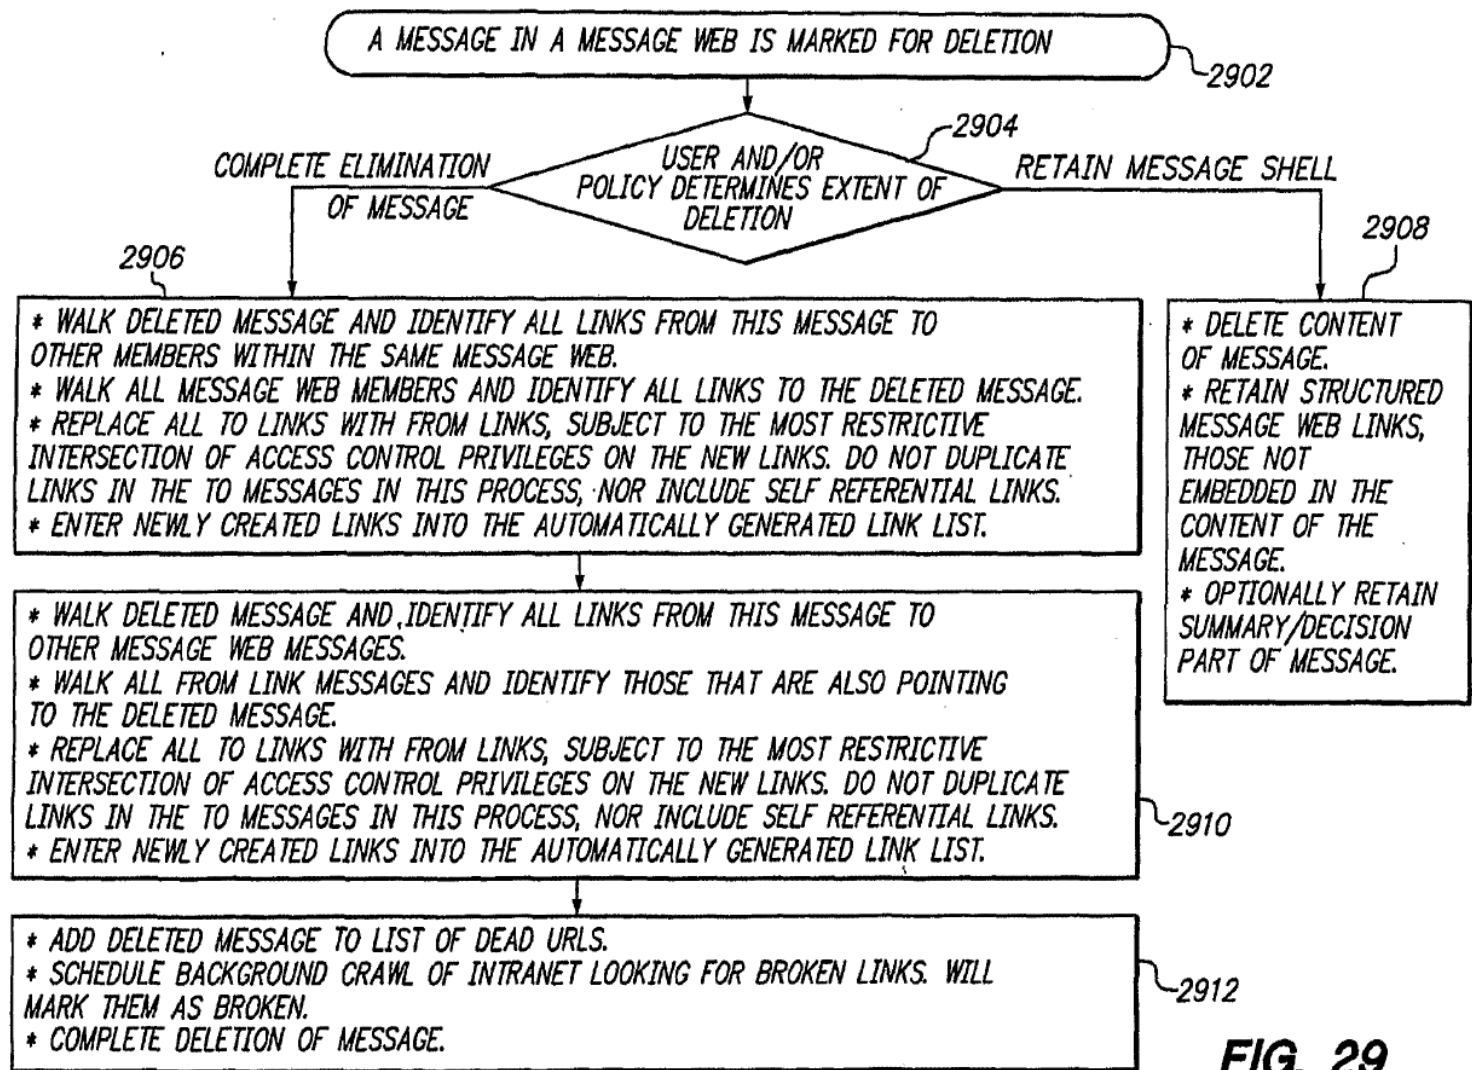 A MESSAGE IN A MESSAGE WEB IS MARKED FOR DELETION
2902
2904
USER AND/OR
POLICY DETERMINES EXTENT OF
DELETION
COMPLETE ELIMINATION
OF MESSAGE
RETAIN MESSAGE SHELL
2906
* WALK DELETED MESSAGE AND IDENTIFY ALL LINKS FROM THIS MESSAGE TO
OTHER MEMBERS WITHIN THE SAME MESSAGE WEB.
* WALK ALL MESSAGE WEB MEMBERS AND IDENTIFY ALL LINKS TO THE DELETED MESSAGE.
* REPLACE ALL TO LINKS WITH FROM LINKS, SUBJECT TO THE MOST RESTRICTIVE
INTERSECTION OF ACCESS CONTROL PRIVILEGES ON THE NEW LINKS. DO NOT DUPLICATE
LINKS IN THE TO MESSAGES IN THIS PROCESS, NOR INCLUDE SELF REFERENTIAL LINKS.
* ENTER NEWLY CREATED LINKS INTO THE AUTOMATICALLY GENERATED LINK LIST.
2908
* DELETE CONTENT
OF MESSAGE.
* RETAIN STRUCTURED
MESSAGE WEB LINKS,
THOSE NOT
EMBEDDED IN THE
CONTENT OF THE
MESSAGE.
* OPTIONALLY RETAIN
SUMMARY/DECISION
PART OF MESSAGE.
* WALK DELETED MESSAGE AND IDENTIFY ALL LINKS FROM THIS MESSAGE TO
OTHER MESSAGE WEB MESSAGES.
* WALK ALL FROM LINK MESSAGES AND IDENTIFY THOSE THAT ARE ALSO POINTING
TO THE DELETED MESSAGE.
* REPLACE ALL TO LINKS WITH FROM LINKS, SUBJECT TO THE MOST RESTRICTIVE
INTERSECTION OF ACCESS CONTROL PRIVILEGES ON THE NEW LINKS. DO NOT DUPLICATE
LINKS IN THE TO MESSAGES IN THIS PROCESS, NOR INCLUDE SELF REFERENTIAL LINKS.
* ENTER NEWLY CREATED LINKS INTO THE AUTOMATICALLY GENERATED LINK LIST.
2910
* ADD DELETED MESSAGE TO LIST OF DEAD URLS.
* SCHEDULE BACKGROUND CRAWL OF INTRANET LOOKING FOR BROKEN LINKS. WILL
MARK THEM AS BROKEN.
* COMPLETE DELETION OF MESSAGE.
2912
FIG. 29